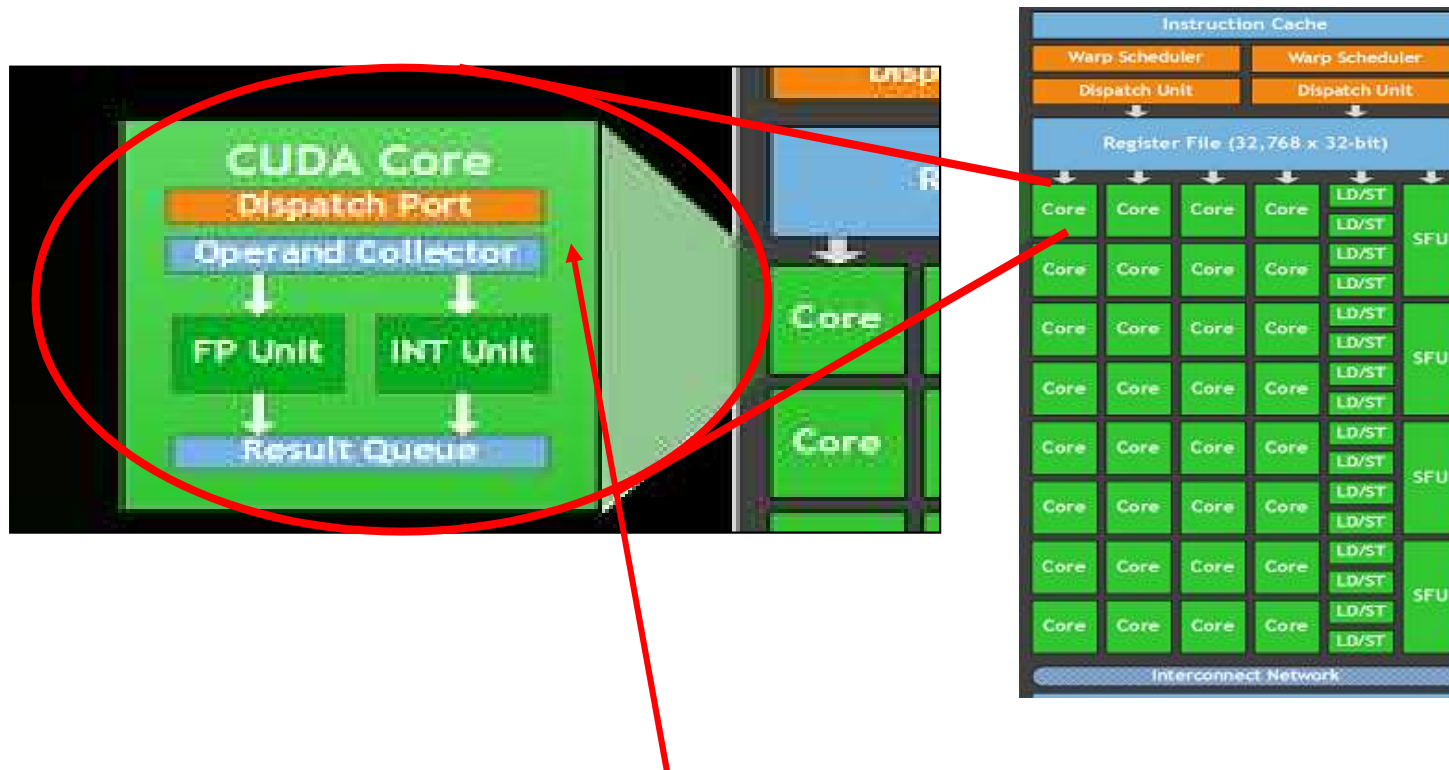 CUDA Core
Dispatch Port
Operand Collector
FP Unit INT Unit
Result Queue
Disp
R
Core
Core
Instruction Cache
Warp Scheduler Warp Scheduler
Dispatch Unit Dispatch Unit
Register File (32,768 x 32-bit)
Core Core Core Core LD/ST
LD/ST
SFU
Core Core Core Core LD/ST
LD/ST
Core Core Core Core LD/ST
LD/ST
SFU
Core Core Core Core LD/ST
LD/ST
Core Core Core Core LD/ST
LD/ST
SFU
Core Core Core Core LD/ST
LD/ST
Core Core Core Core LD/ST
LD/ST
SFU
Core Core Core Core LD/ST
LD/ST
Interconnect Network